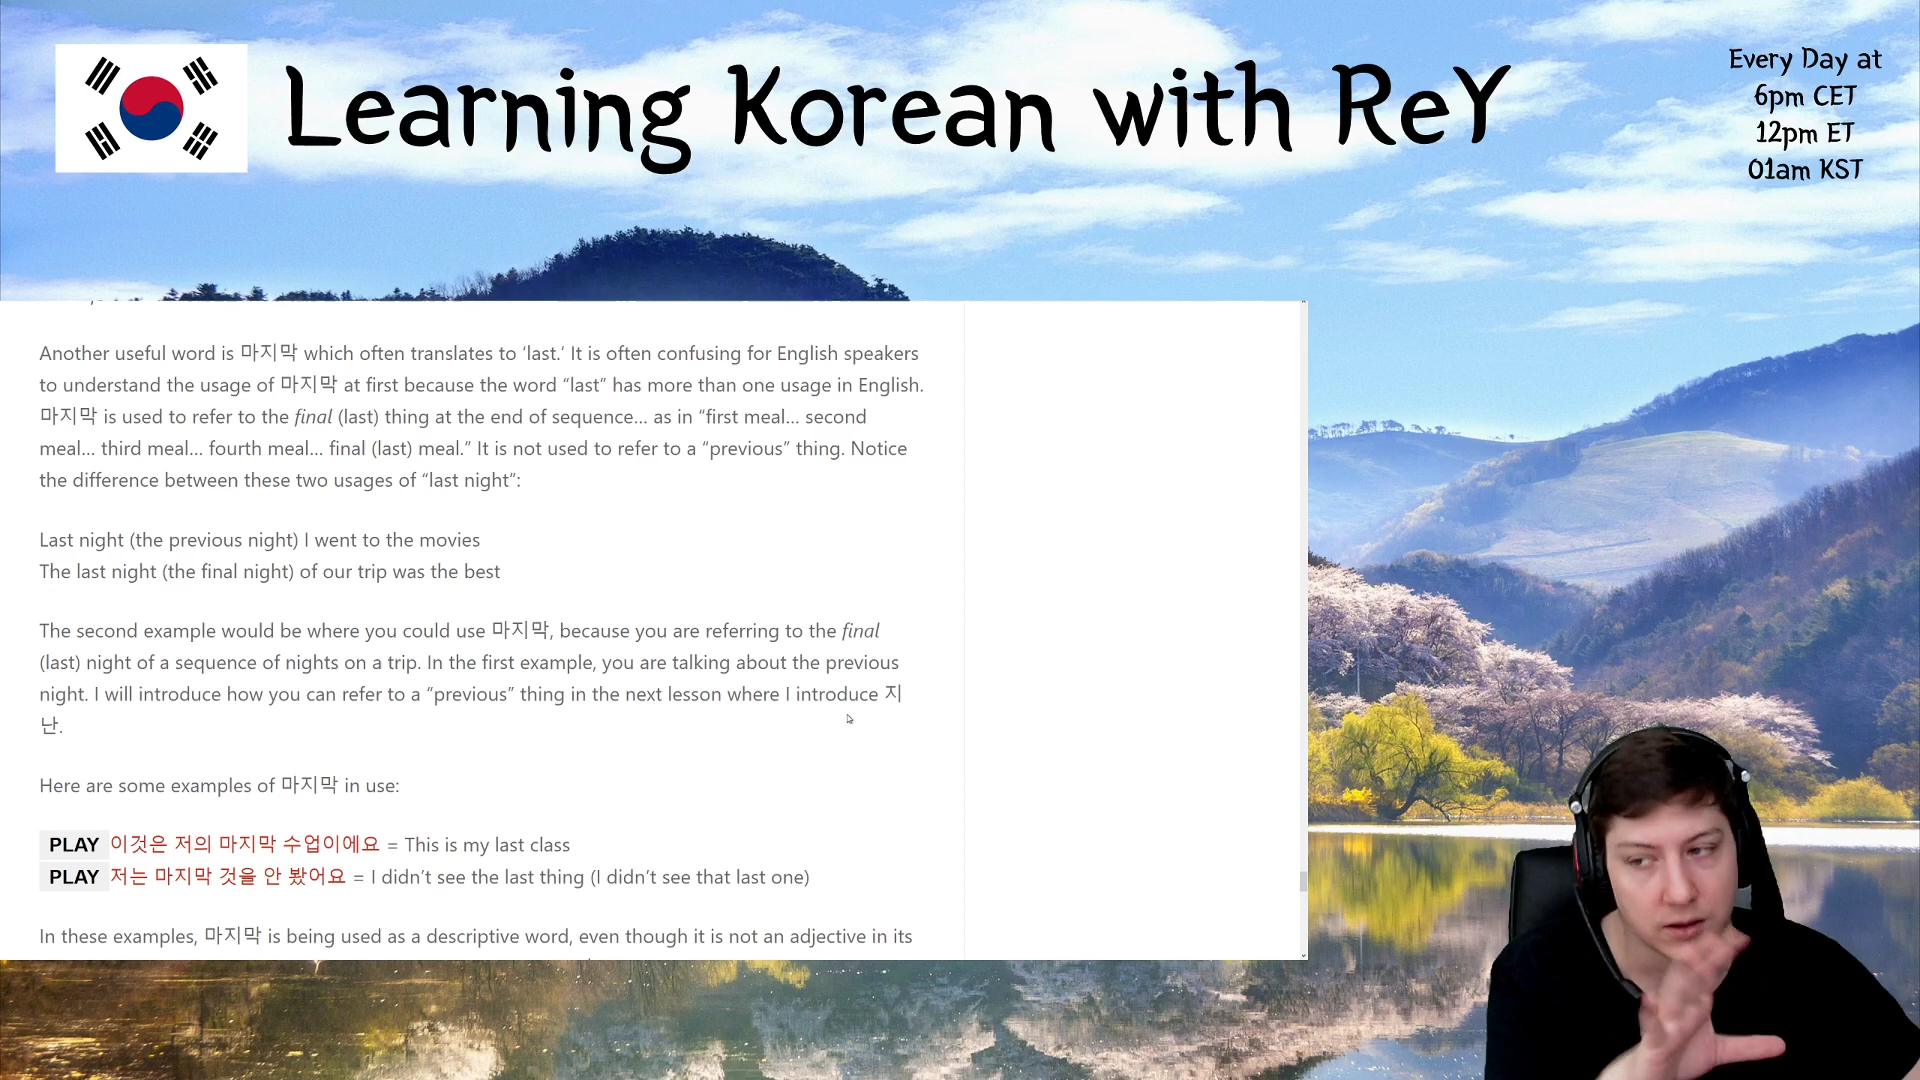 Learning Korean with ReY
Every Day at
6pm CET
12pm ET
01am KST
Another useful word is 마지막 which often translates to ‘last.’ It is often confusing for English speakers
to understand the usage of 마지막 at first because the word “last” has more than one usage in English.
마지막 is used to refer to the final (last) thing at the end of sequence… as in “first meal… second
meal… third meal… fourth meal… final (last) meal.” It is not used to refer to a “previous” thing. Notice
the difference between these two usages of “last night”:
Last night (the previous night) I went to the movies
The last night (the final night) of our trip was the best
The second example would be where you could use 마지막, because you are referring to the final
(last) night of a sequence of nights on a trip. In the first example, you are talking about the previous
night. I will introduce how you can refer to a “previous” thing in the next lesson where I introduce 지
난.
Here are some examples of 마지막 in use:
PLAY 이것은 저의 마지막 수업이에요 = This is my last class
PLAY 저는 마지막 것을 안 봤어요 = I didn’t see the last thing (I didn’t see that last one)
In these examples, 마지막 is being used as a descriptive word, even though it is not an adjective in its